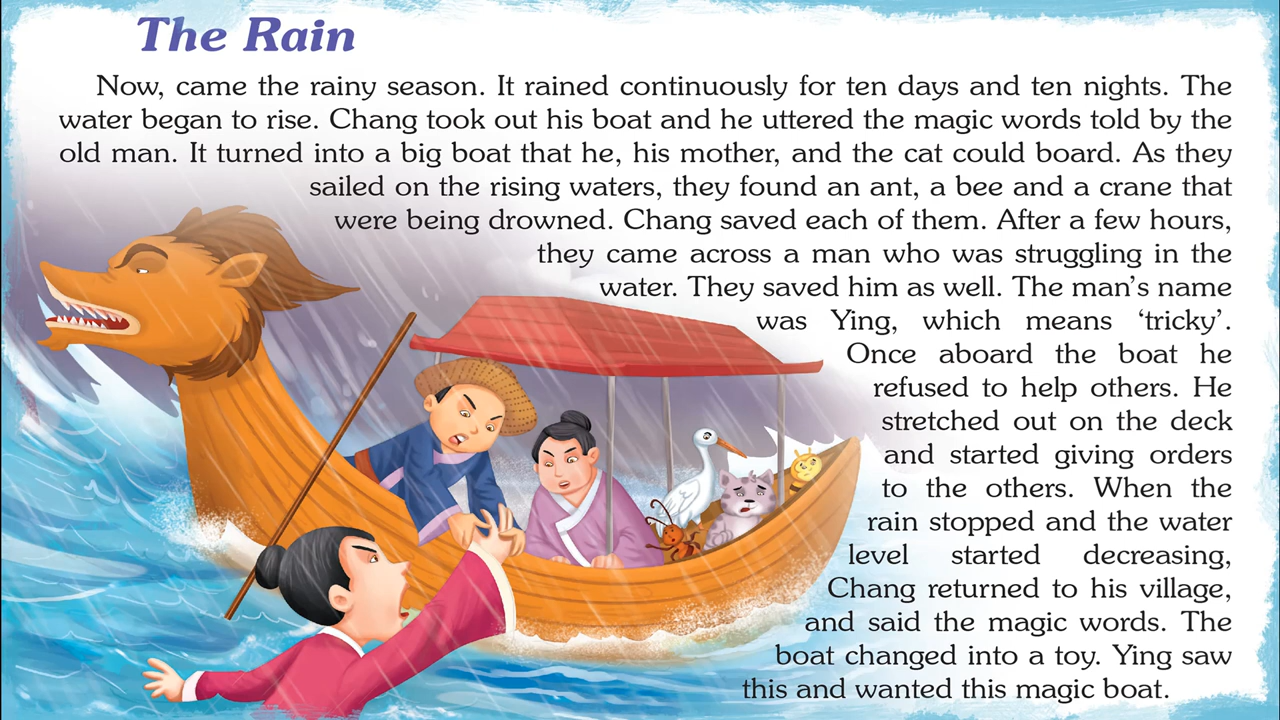 The Rain
Now, came the rainy season. It rained continuously for ten days and ten nights. The
water began to rise. Chang took out his boat and he uttered the magic words told by the
old man. It turned into a big boat that he, his mother, and the cat could board. As they
sailed on the rising waters, they found an ant, a bee and a crane that
were being drowned. Chang saved each of them. After a few hours,
they came across a man who was struggling in the
water. They saved him as well. The man’s name
was Ying, which means ‘tricky’.
Once aboard the boat he
refused to help others. He
stretched out on the deck
and started giving orders
to the others. When the
rain stopped and the water
level started decreasing,
Chang returned to his village,
and said the magic words. The
boat changed into a toy. Ying saw
this and wanted this magic boat.